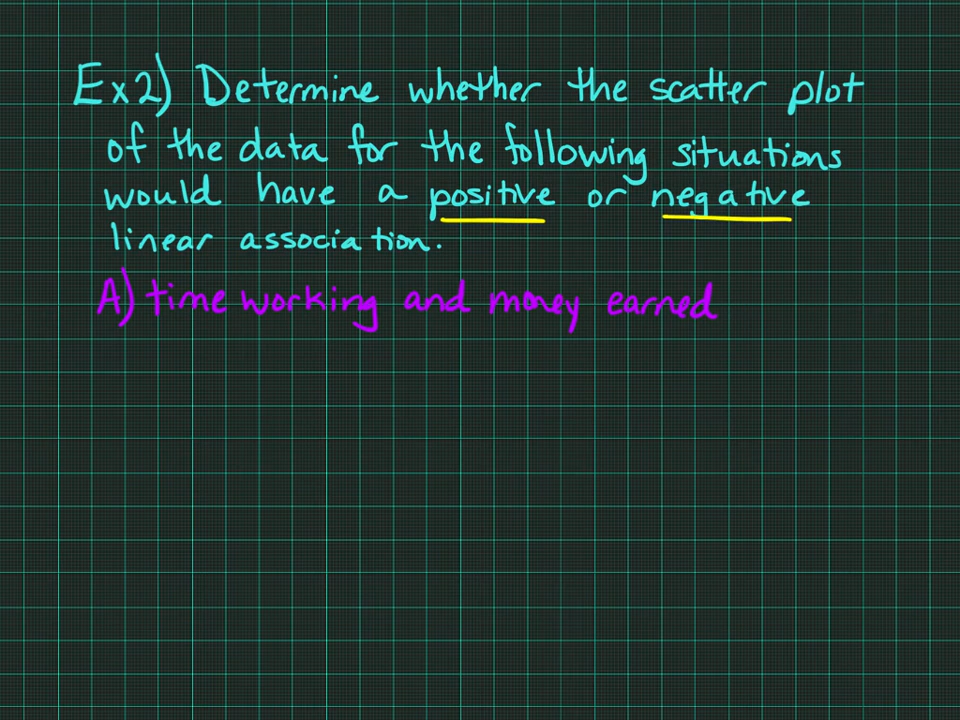 Ex2) Determine whether the scatter plot
of the data for the following situations
would have a positive or negative
linear association.
A) time working and money earned